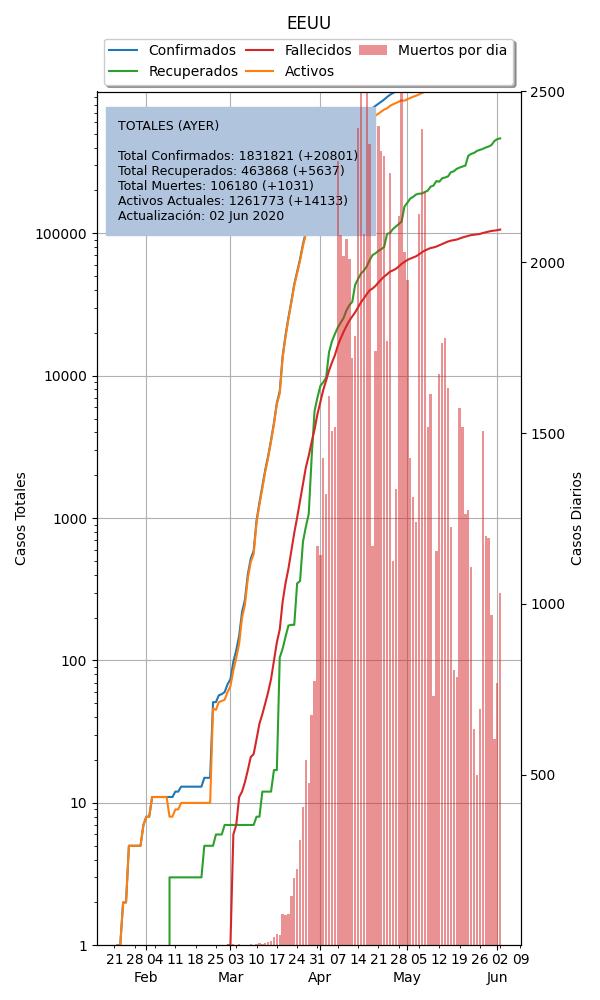 EEUU
Confirmados Fallecidos Muertos por dia
Recuperados Activos
TOTALES (AYER)
Total Confirmados: 1831821 (+20801)
Total Recuperados: 463868 (+5637)
Total Muertes: 106180 (+1031)
Activos Actuales: 1261773 (+14133)
Actualización: 02 Jun 2020
Casos Totales
100000
10000
1000
100
10
1
Casos Diarios
2500
2000
1500
1000
500
21 28 04 11 18 25 03 10 17 24 31 07 14 21 28 05 12 19 26 02 09
Feb Mar Apr May Jun